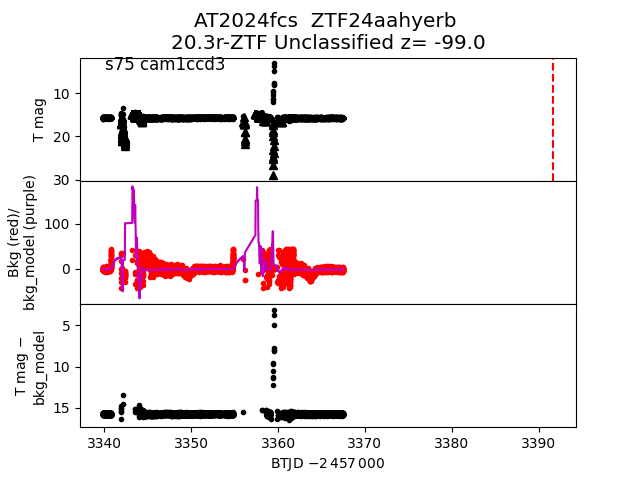 AT2024fcs  ZTF24aahyerb
20.3r-ZTF Unclassified z= -99.0
s75 cam1ccd3
10
20
30
T mag
100
0
Bkg (red)/
bkg_model (purple)
5
10
15
T mag −
bkg_model
3340 3350 3360 3370 3380 3390
BTJD −2 457 000